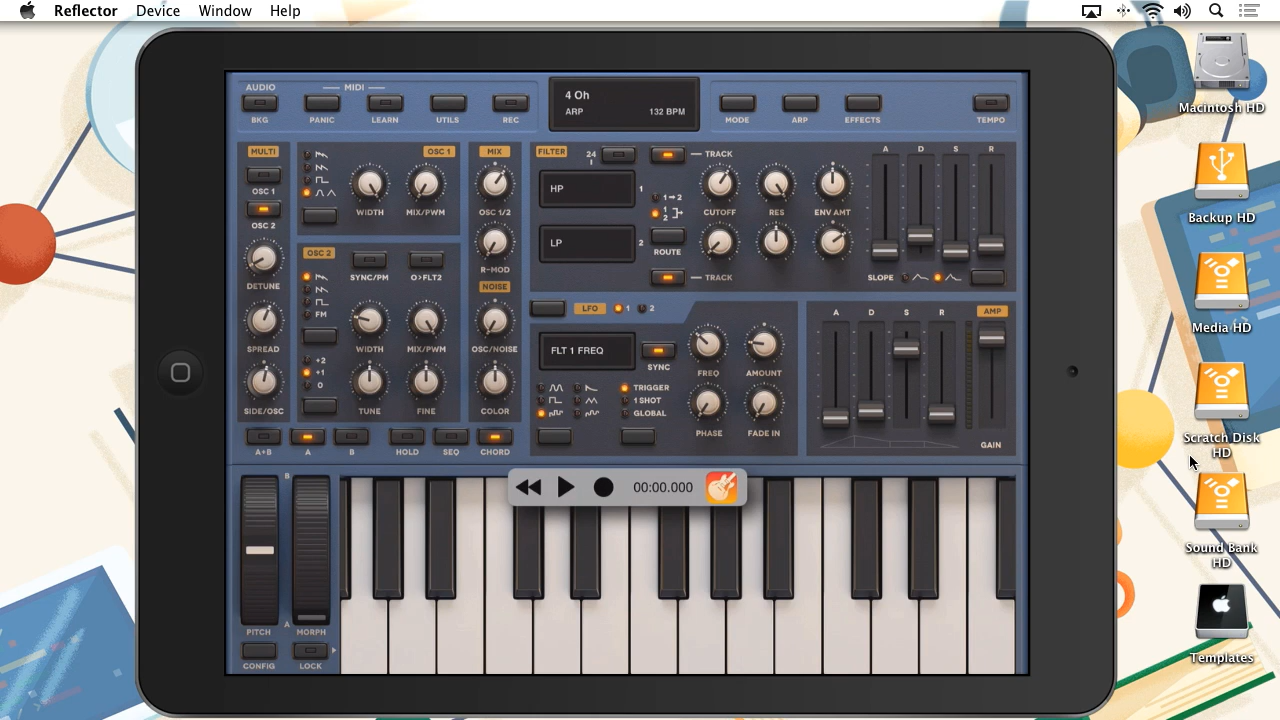 Reflector Device Window Help
AUDIO
MIDI
BKG PANIC LEARN UTILS REC
4 Oh
ARP 132 BPM
MODE ARP EFFECTS TEMPO
MULTI
OSC 1
OSC 2
DETUNE
SPREAD
SIDE/OSC
OSC 1
WIDTH MIX/PWM
OSC 2
SYNC/PM O>FLT2
FM
WIDTH MIX/PWM
+2
+1
0
TUNE FINE
MIX
OSC 1/2
R-MOD
NOISE
OSC/NOISE
COLOR
FILTER 24 TRACK
HP 1
1→2
1
2
LP 2
ROUTE
TRACK
CUTOFF RES ENV AMT
A D S R
SLOPE
LFO 1 2
FLT 1 FREQ
SYNC
TRIGGER
1 SHOT
GLOBAL
FREQ AMOUNT
PHASE FADE IN
A D S R AMP
GAIN
A+B A B HOLD SEQ CHORD
00:00.000
B
A
PITCH MORPH
CONFIG LOCK
Macintosh HD
Backup HD
Media HD
Scratch Disk
HD
Sound Bank
HD
Templates